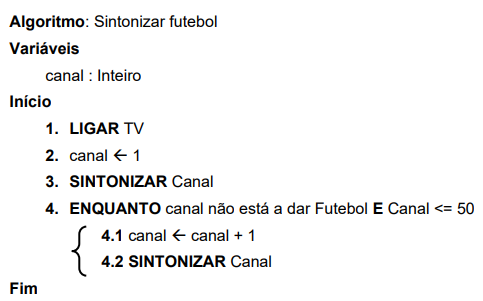 Algoritmo: Sintonizar futebol
Variáveis
canal : Inteiro
Início
1. LIGAR TV
2. canal ← 1
3. SINTONIZAR Canal
4. ENQUANTO canal não está a dar Futebol E Canal <= 50
4.1 canal ← canal + 1
4.2 SINTONIZAR Canal
Fim